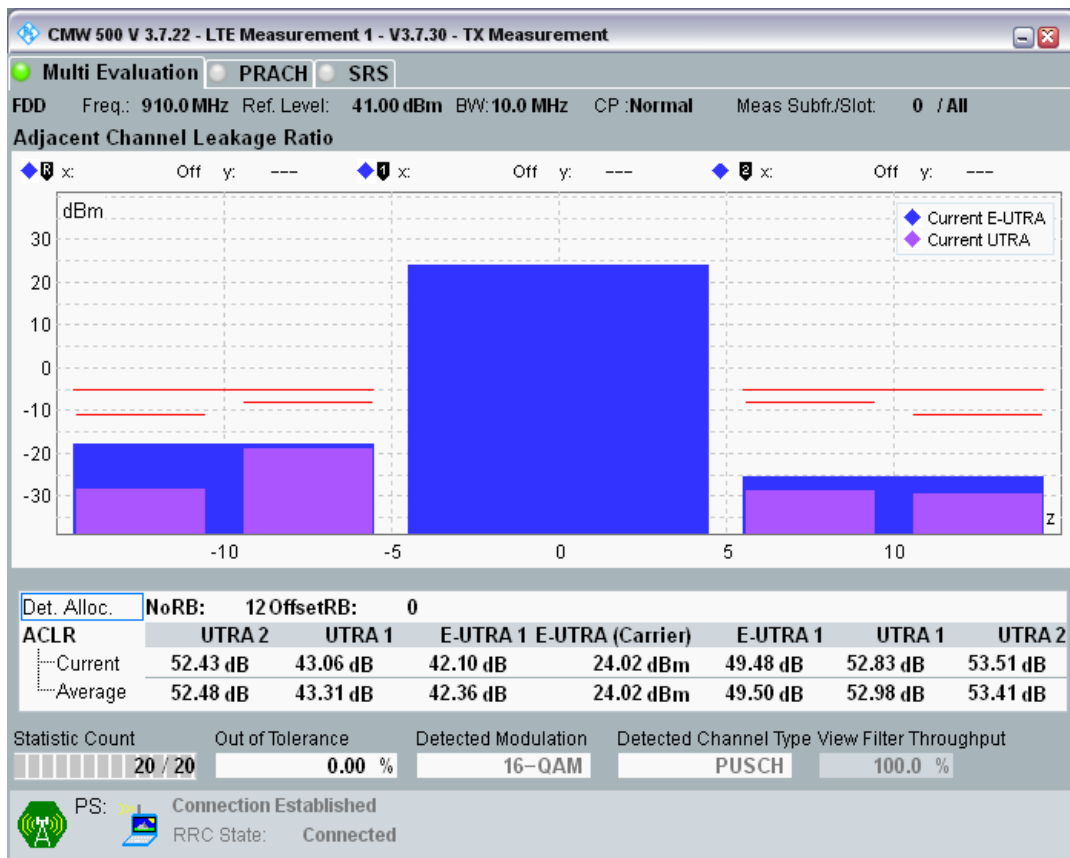 CMW 500 V 3.7.22 - LTE Measurement 1 - V3.7.30 - TX Measurement
Multi Evaluation PRACH SRS
FDD Freq.: 910.0 MHz Ref. Level: 41.00 dBm BW: 10.0 MHz CP :Normal Meas Subfr./Slot: 0 / All
Adjacent Channel Leakage Ratio
R x: Off y: --- 1 x: Off y: --- 2 x: Off y: ---
dBm
Current E-UTRA
Current UTRA
30
20
10
0
-10
-20
-30
z
-10 -5 0 5 10
Det. Alloc. NoRB: 12 OffsetRB: 0
ACLR UTRA 2 UTRA 1 E-UTRA 1 E-UTRA (Carrier) E-UTRA 1 UTRA 1 UTRA 2
Current 52.43 dB 43.06 dB 42.10 dB 24.02 dBm 49.48 dB 52.83 dB 53.51 dB
Average 52.48 dB 43.31 dB 42.36 dB 24.02 dBm 49.50 dB 52.98 dB 53.41 dB
Statistic Count Out of Tolerance Detected Modulation Detected Channel Type View Filter Throughput
20 / 20 0.00 % 16-QAM PUSCH 100.0 %
PS: Connection Established
RRC State: Connected